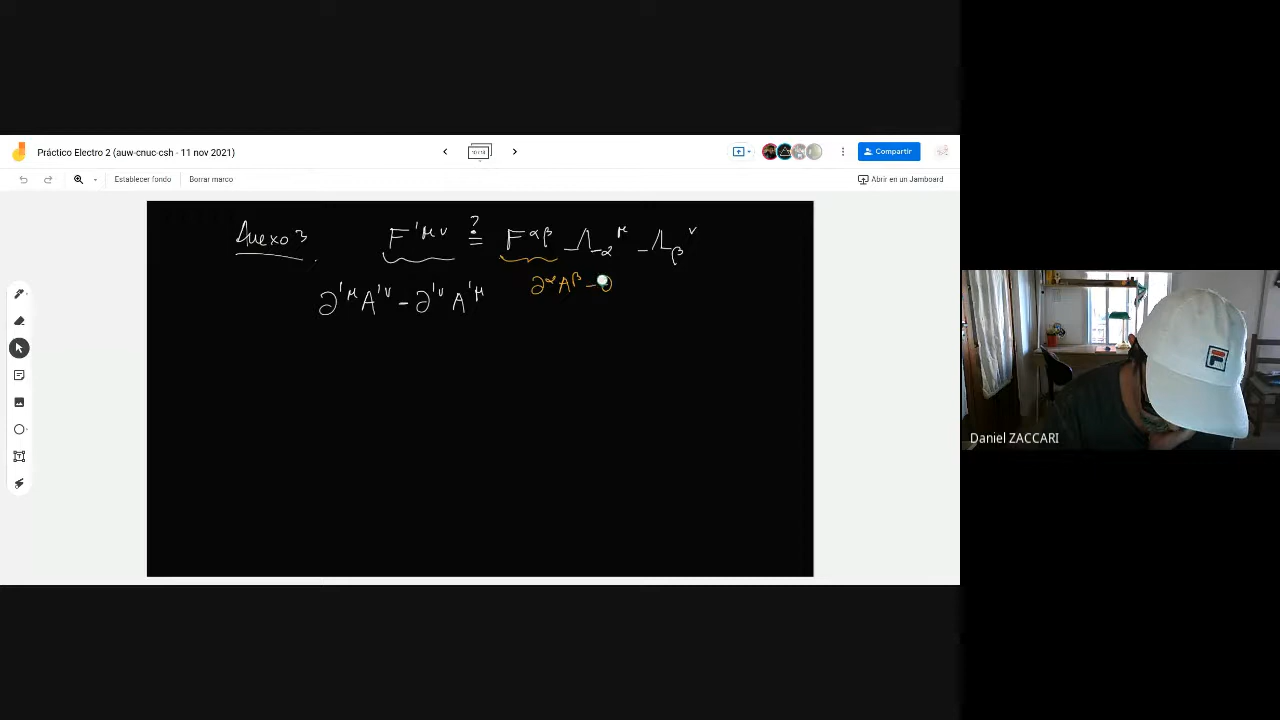 Práctico Electro 2 (auw-cnuc-csh - 11 nov 2021)
Compartir
Establecer fondo
Borrar marco
Abrir en un Jamboard
Anexo 3
F'^{μν} ?= F^{αβ} Λ_α^μ Λ_β^ν
∂'^μ A'^ν - ∂'^ν A'^μ
∂^α A^β - ∂
Daniel ZACCARI